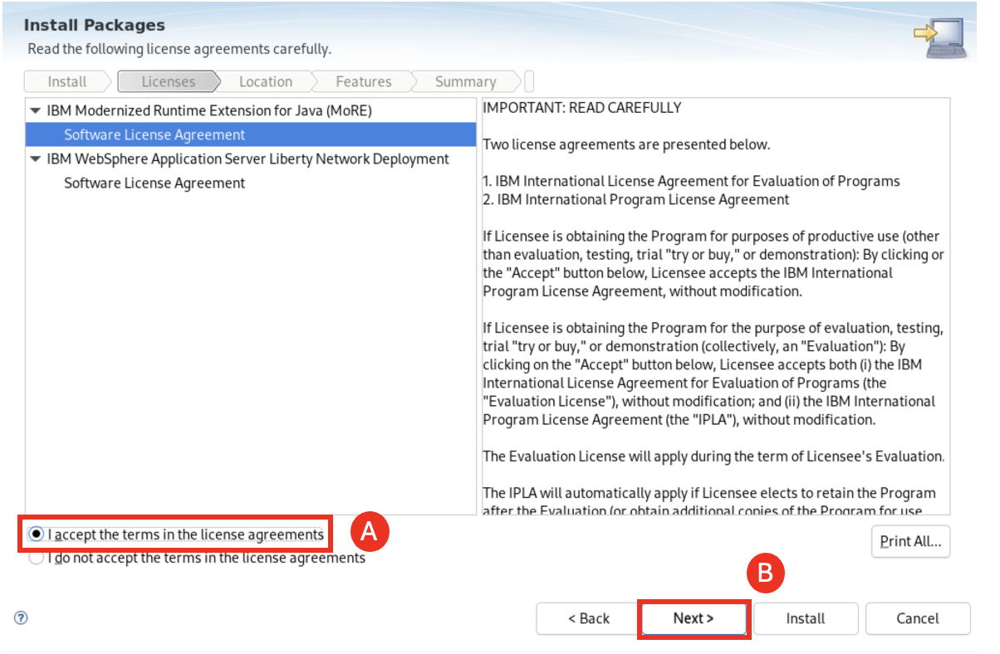 Install Packages
Read the following license agreements carefully.
Install
Licenses
Location
Features
Summary
IBM Modernized Runtime Extension for Java (MoRE)
Software License Agreement
IBM WebSphere Application Server Liberty Network Deployment
Software License Agreement
IMPORTANT: READ CAREFULLY
Two license agreements are presented below.
1. IBM International License Agreement for Evaluation of Programs
2. IBM International Program License Agreement
If Licensee is obtaining the Program for purposes of productive use (other
than evaluation, testing, trial "try or buy," or demonstration): By clicking or
the "Accept" button below, Licensee accepts the IBM International
Program License Agreement, without modification.
If Licensee is obtaining the Program for the purpose of evaluation, testing,
trial "try or buy," or demonstration (collectively, an "Evaluation"): By
clicking on the "Accept" button below, Licensee accepts both (i) the IBM
International License Agreement for Evaluation of Programs (the
"Evaluation License"), without modification; and (ii) the IBM International
Program License Agreement (the "IPLA"), without modification.
The Evaluation License will apply during the term of Licensee's Evaluation.
The IPLA will automatically apply if Licensee elects to retain the Program
after the Evaluation (or obtain additional copies of the Program for use
I accept the terms in the license agreements
A
I do not accept the terms in the license agreements
Print All...
B
?
< Back
Next >
Install
Cancel